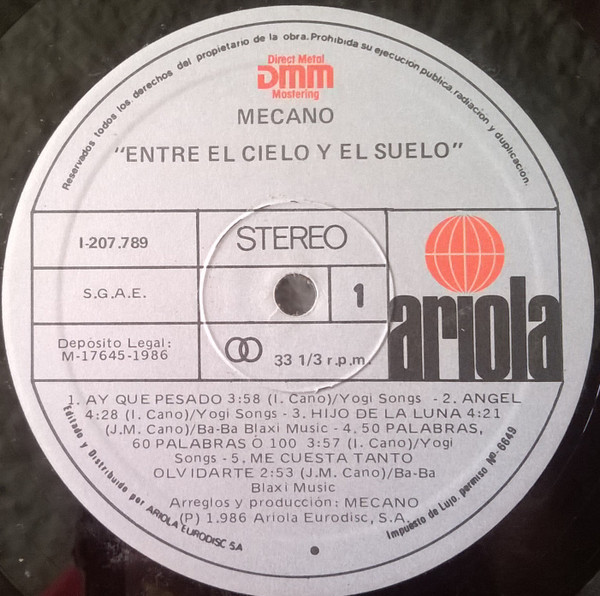 Reservados todos los derechos del propietario de la obra. Prohibida su ejecución publica, radiación y duplicación.
Direct Metal
DMM
Mastering
MECANO
"ENTRE EL CIELO Y EL SUELO"
I-207.789
STEREO
S.G.A.E.
1
Depósito Legal:
M-17645-1986
33 1/3 r.p.m.
ariola
1. AY QUE PESADO 3:58 (I. Cano)/Yogi Songs - 2. ANGEL
4:28 (I. Cano)/Yogi Songs - 3. HIJO DE LA LUNA 4:21
(J.M. Cano)/Ba-Ba Blaxi Music - 4. 50 PALABRAS,
60 PALABRAS O 100 3:57 (I. Cano)/Yogi
Songs - 5. ME CUESTA TANTO
OLVIDARTE 2:53 (J.M. Cano)/Ba-Ba
Blaxi Music
Arreglos y producción: MECANO
(P) 1.986 Ariola Eurodisc, S.A.
Editado y Distribuido por ARIOLA EURODISC SA
Impuesto de Lujo, permiso No. 6649